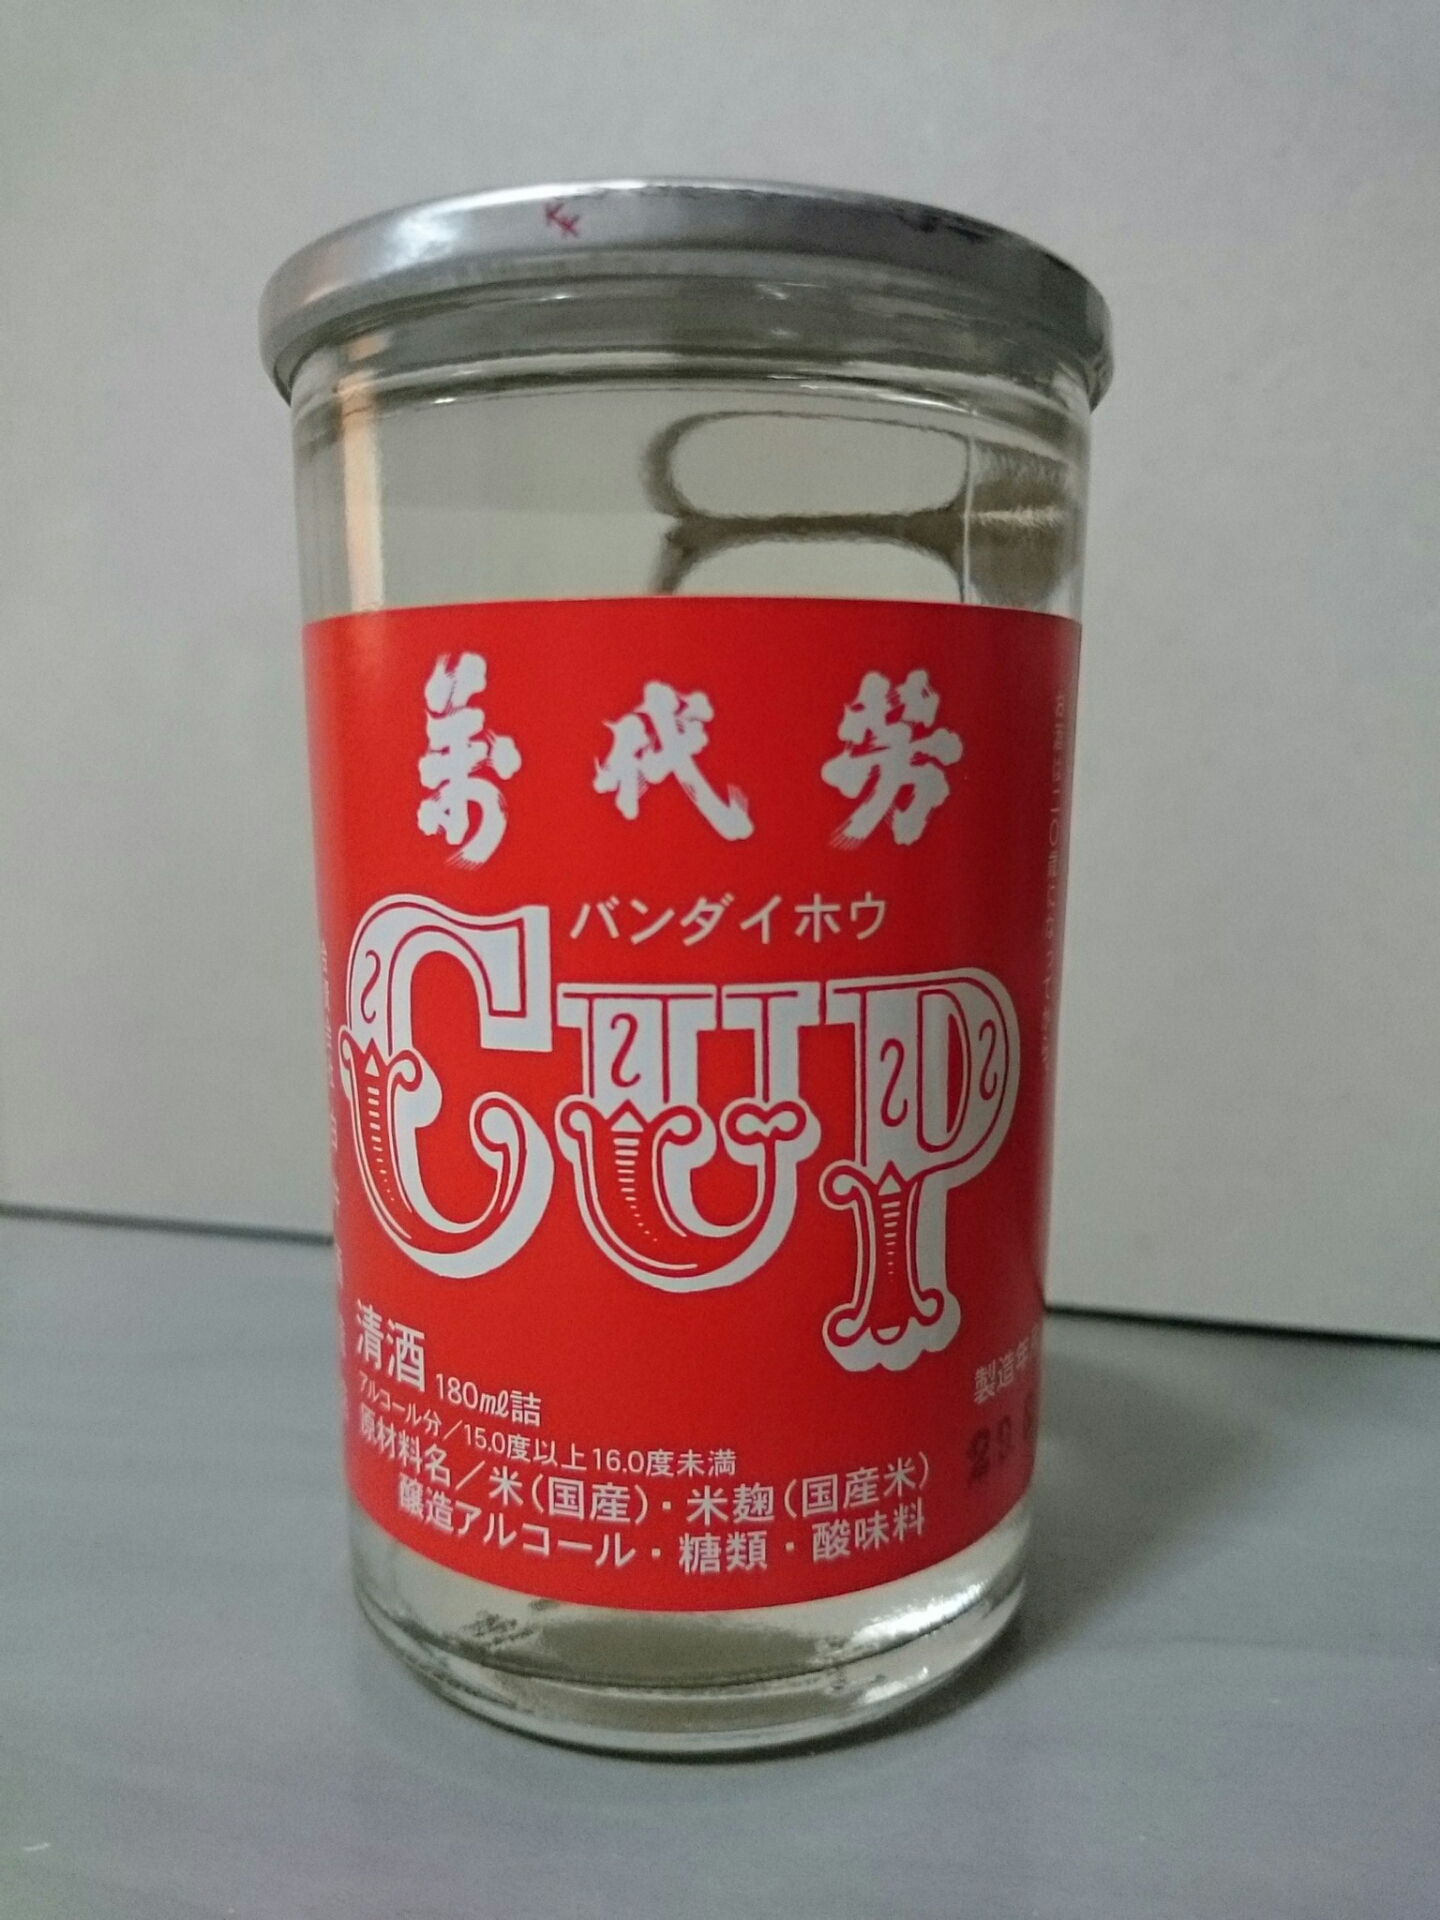 萬代芳
バンダイホウ
CUP
清酒 180ml詰
アルコール分/15.0度以上16.0度未満
原材料名/米(国産)・米麹(国産米)
醸造アルコール・糖類・酸味料
製造年